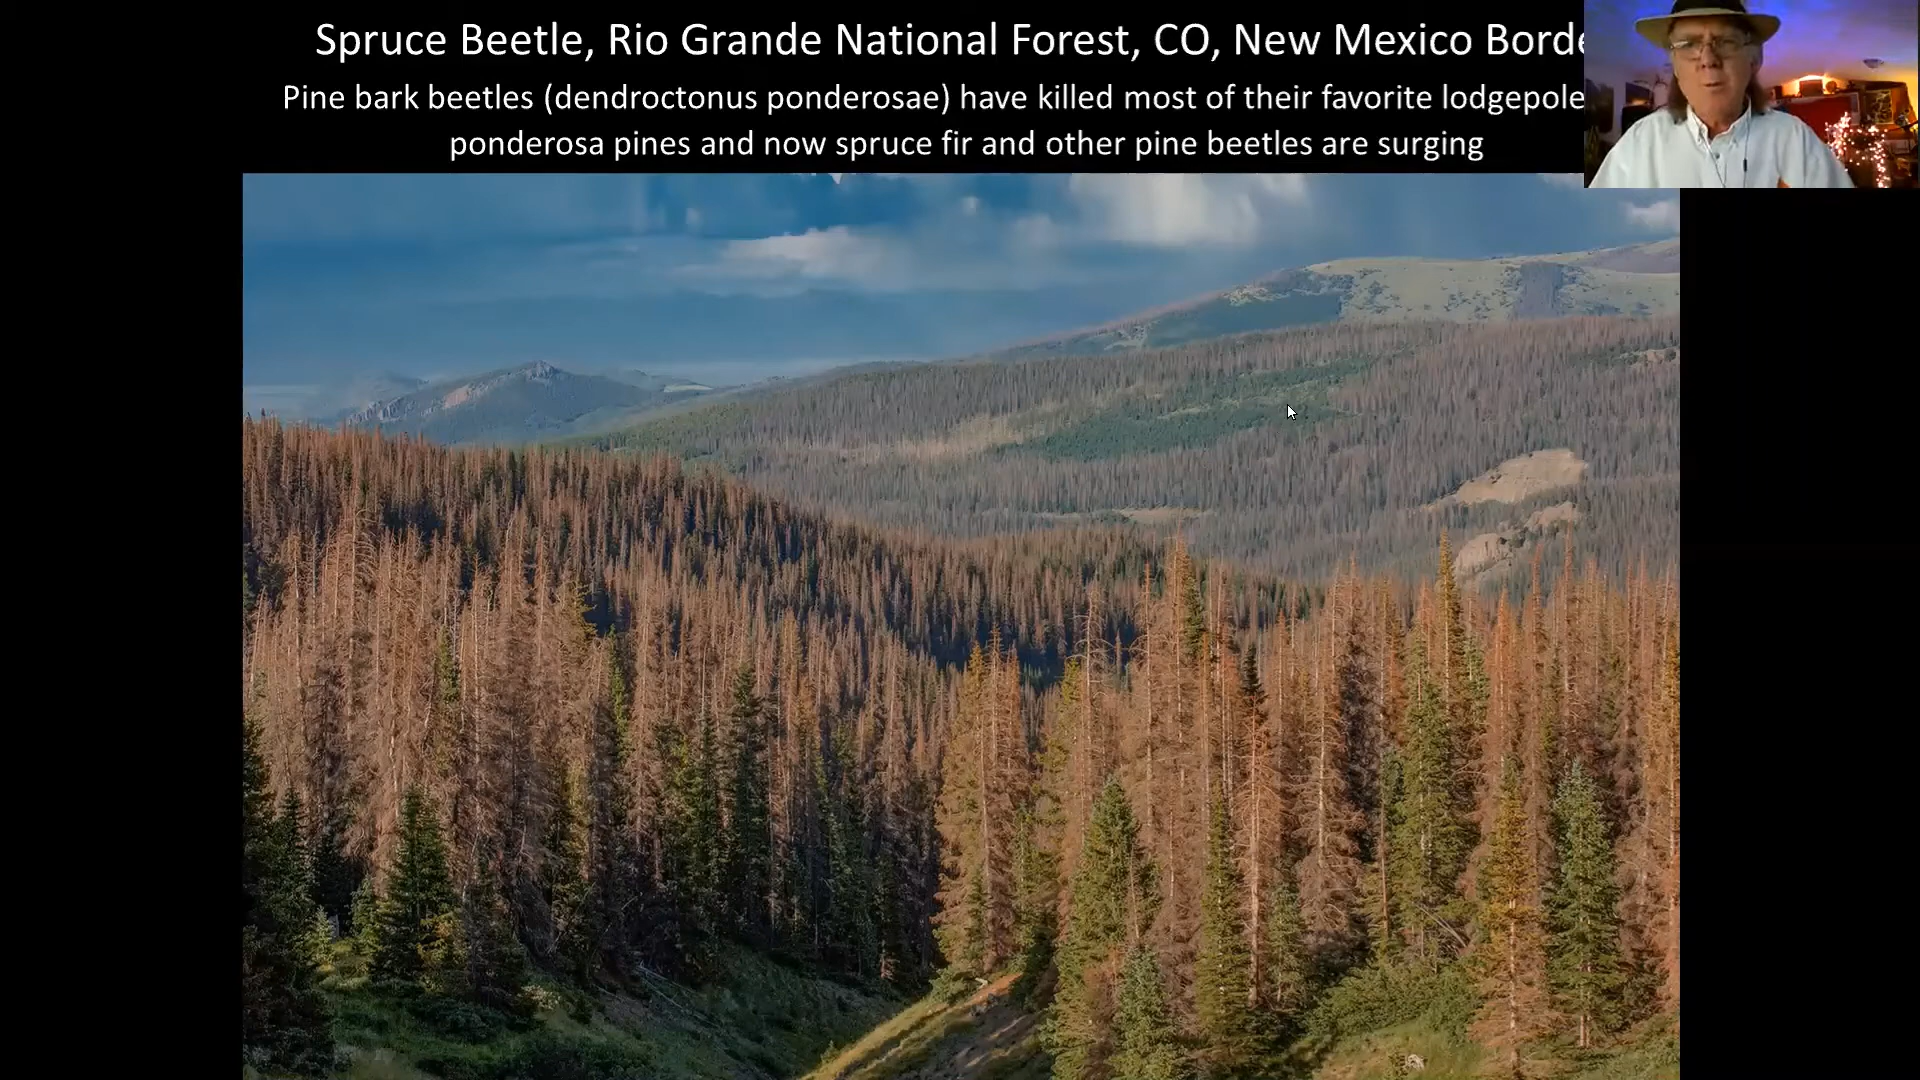 Spruce Beetle, Rio Grande National Forest, CO, New Mexico
Pine bark beetles (dendroctonus ponderosae) have killed most of their favorite lodgepole
ponderosa pines and now spruce fir and other pine beetles are surging